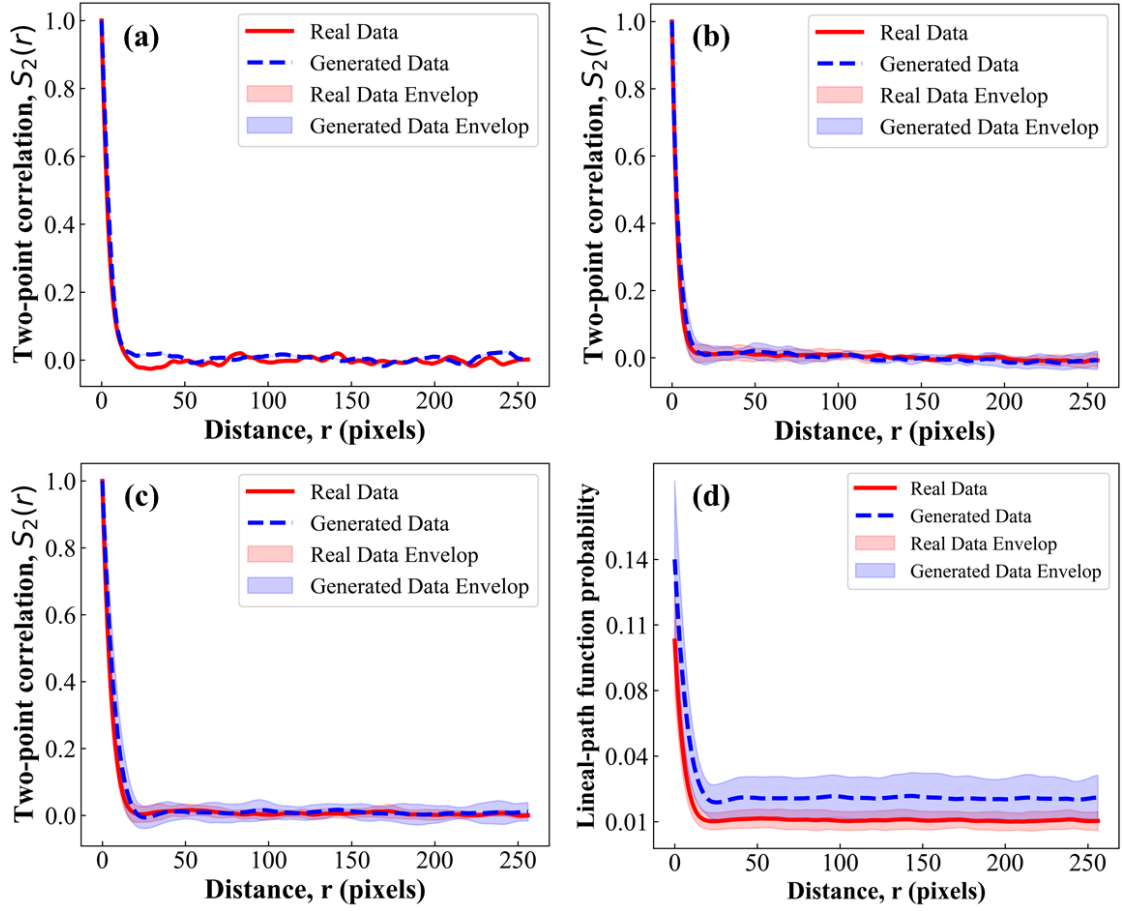 (a)
Real Data
Generated Data
Real Data Envelop
Generated Data Envelop
Two-point correlation, S₂(r)
1.0
0.8
0.6
0.4
0.2
0.0
0 50 100 150 200 250
Distance, r (pixels)
(b)
Real Data
Generated Data
Real Data Envelop
Generated Data Envelop
Two-point correlation, S₂(r)
1.0
0.8
0.6
0.4
0.2
0.0
0 50 100 150 200 250
Distance, r (pixels)
(c)
Real Data
Generated Data
Real Data Envelop
Generated Data Envelop
Two-point correlation, S₂(r)
1.0
0.8
0.6
0.4
0.2
0.0
0 50 100 150 200 250
Distance, r (pixels)
(d)
Real Data
Generated Data
Real Data Envelop
Generated Data Envelop
Lineal-path function probability
0.14
0.11
0.08
0.04
0.01
0 50 100 150 200 250
Distance, r (pixels)